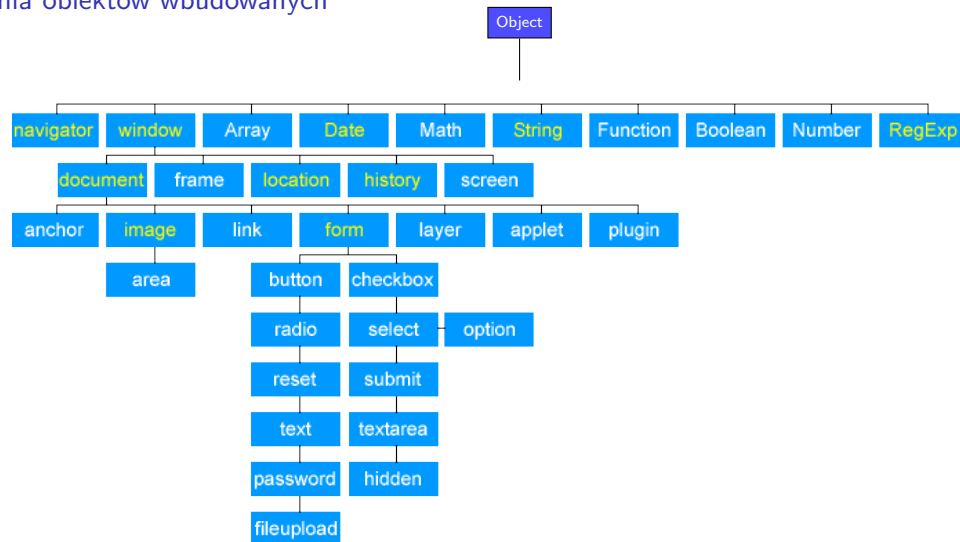 nia obiektów wbudowanych
Object
navigator window Array Date Math String Function Boolean Number RegExp
document frame location history screen
anchor image link form layer applet plugin
area button checkbox
radio select option
reset submit
text textarea
password hidden
fileupload